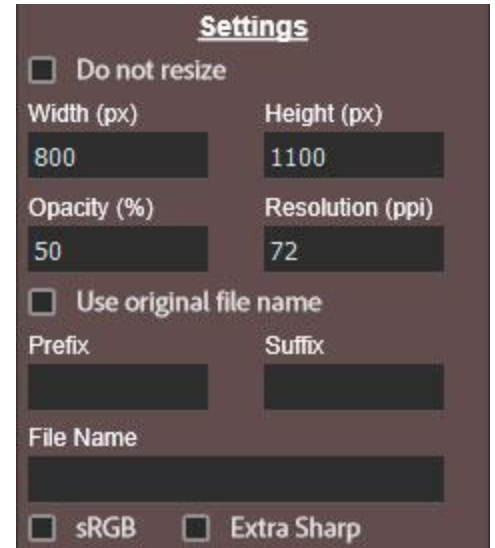 Settings
Do not resize
Width (px) Height (px)
800 1100
Opacity (%) Resolution (ppi)
50 72
Use original file name
Prefix Suffix
File Name
sRGB Extra Sharp